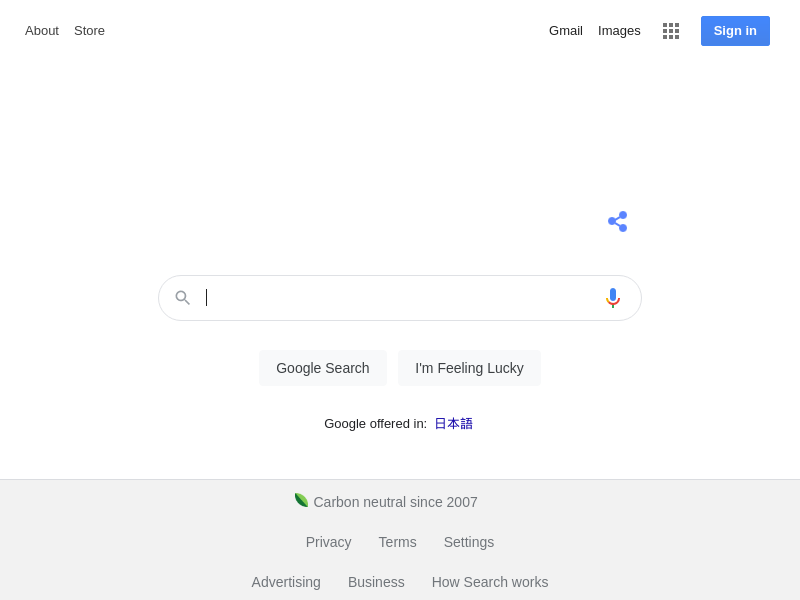 About Store Gmail Images Sign in
Google Search I'm Feeling Lucky
Google offered in: 日本語
Carbon neutral since 2007
Privacy Terms Settings
Advertising Business How Search works